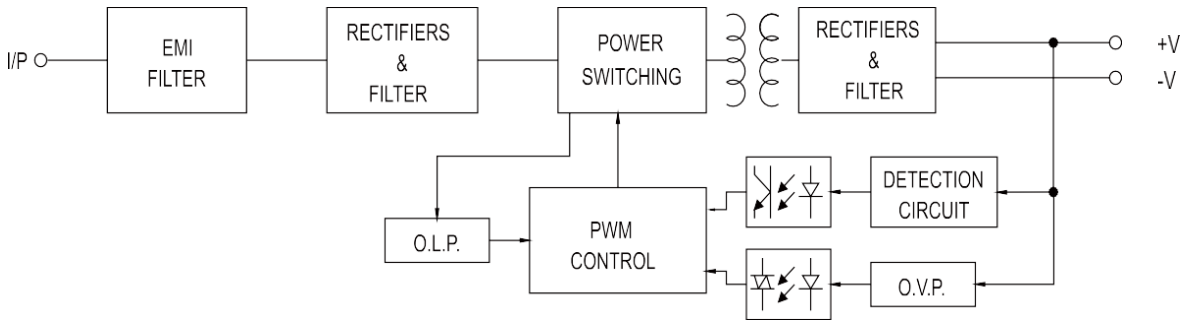 I/P
EMI
FILTER
RECTIFIERS
&
FILTER
POWER
SWITCHING
RECTIFIERS
&
FILTER
+V
-V
O.L.P.
PWM
CONTROL
DETECTION
CIRCUIT
O.V.P.